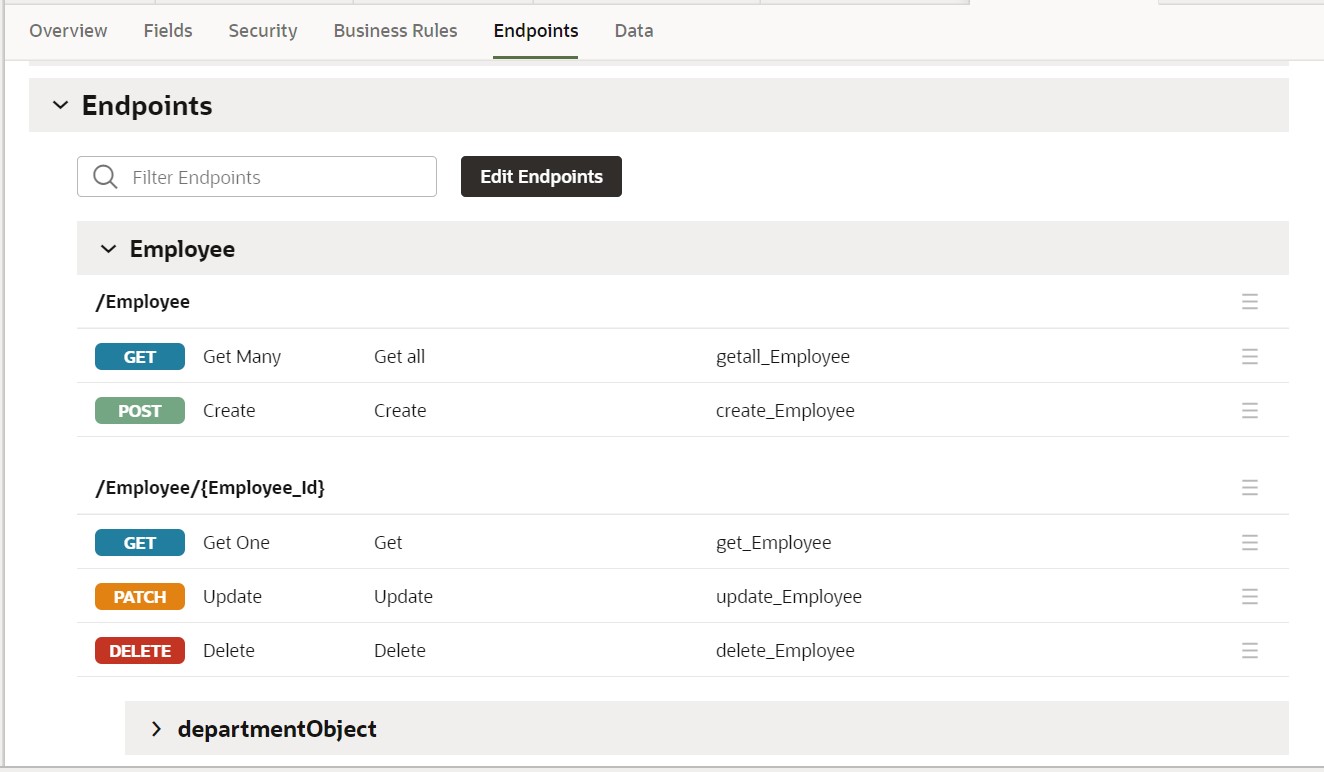 Overview Fields Security Business Rules Endpoints Data
Endpoints
Filter Endpoints Edit Endpoints
Employee
/Employee
GET Get Many Get all getall_Employee
POST Create Create create_Employee
/Employee/{Employee_Id}
GET Get One Get get_Employee
PATCH Update Update update_Employee
DELETE Delete Delete delete_Employee
departmentObject